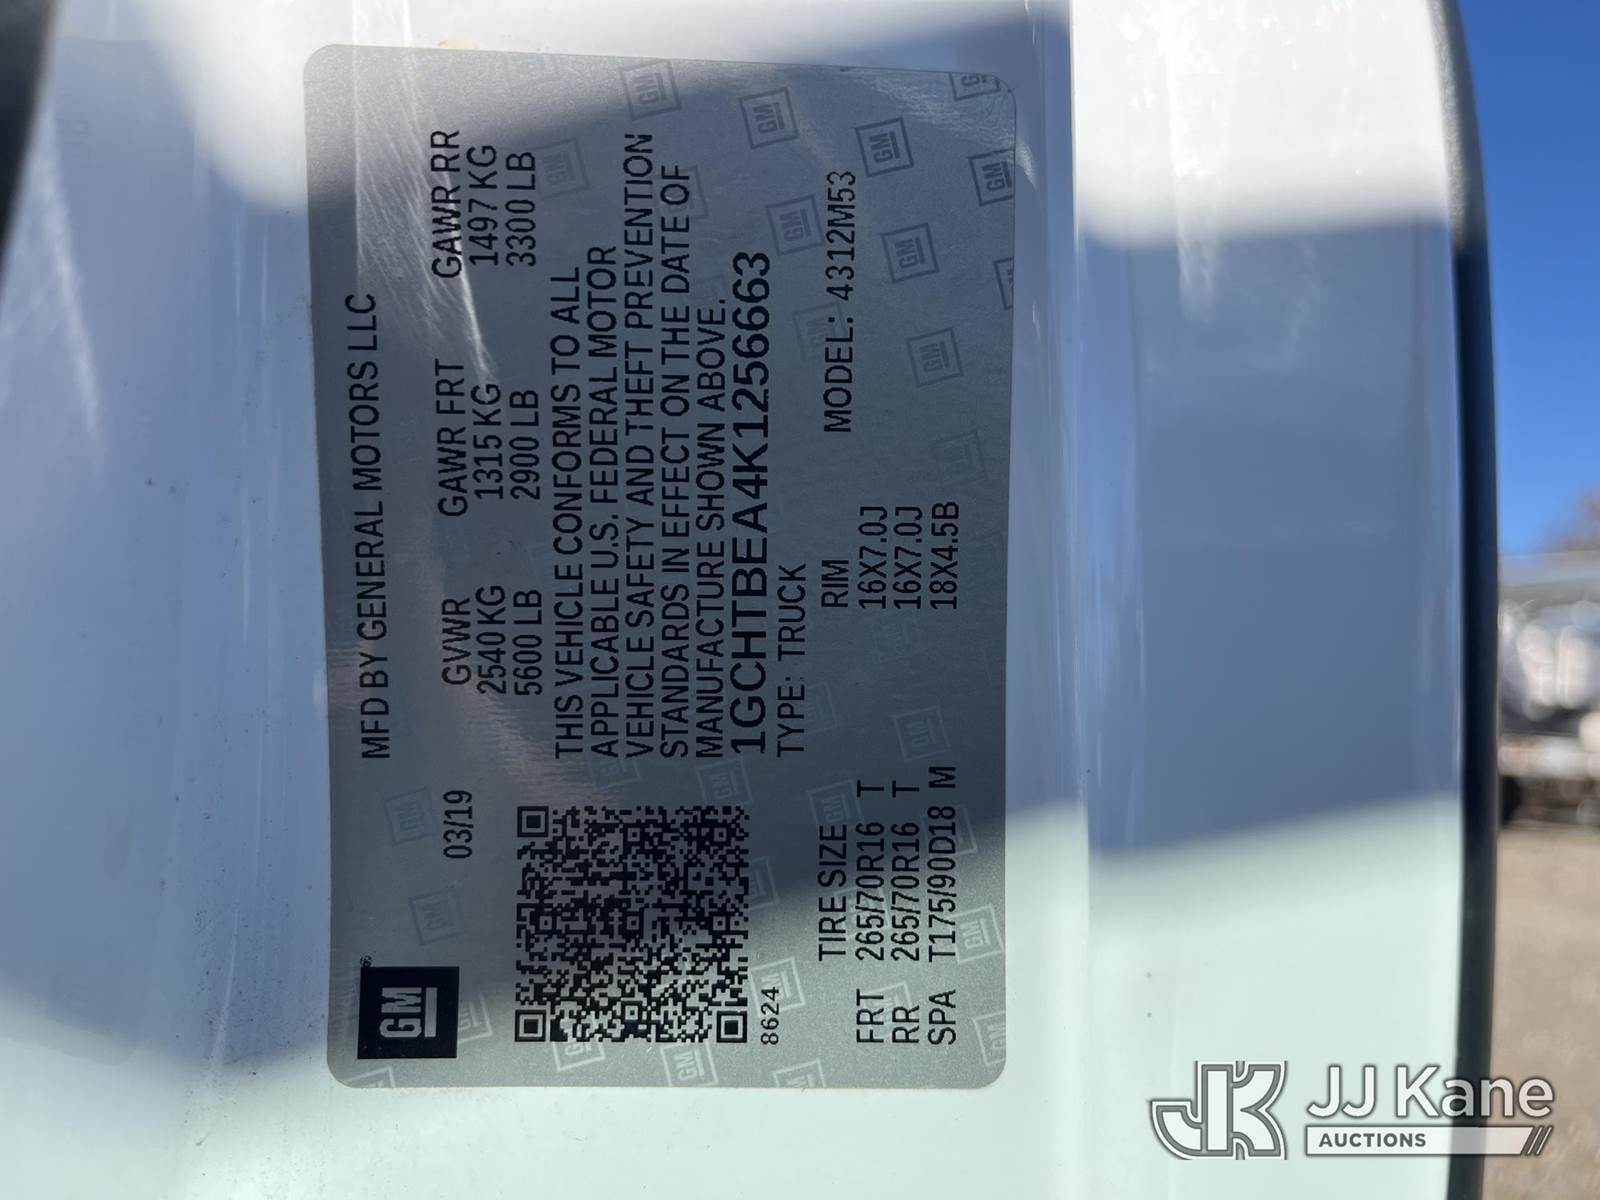 GM®
MFD BY GENERAL MOTORS LLC
03/19
GVWR GAWR FRT GAWR RR
2540 KG 1315 KG 1497 KG
5600 LB 2900 LB 3300 LB
THIS VEHICLE CONFORMS TO ALL
APPLICABLE U.S. FEDERAL MOTOR
VEHICLE SAFETY AND THEFT PREVENTION
STANDARDS IN EFFECT ON THE DATE OF
MANUFACTURE SHOWN ABOVE.
1GCHTBEA4K1256663
8624
TYPE: TRUCK
MODEL: 4312M53
TIRE SIZE RIM
FRT 265/70R16 T 16X7.0J
RR 265/70R16 T 16X7.0J
SPA T175/90D18 M 18X4.5B
JK JJ Kane
AUCTIONS